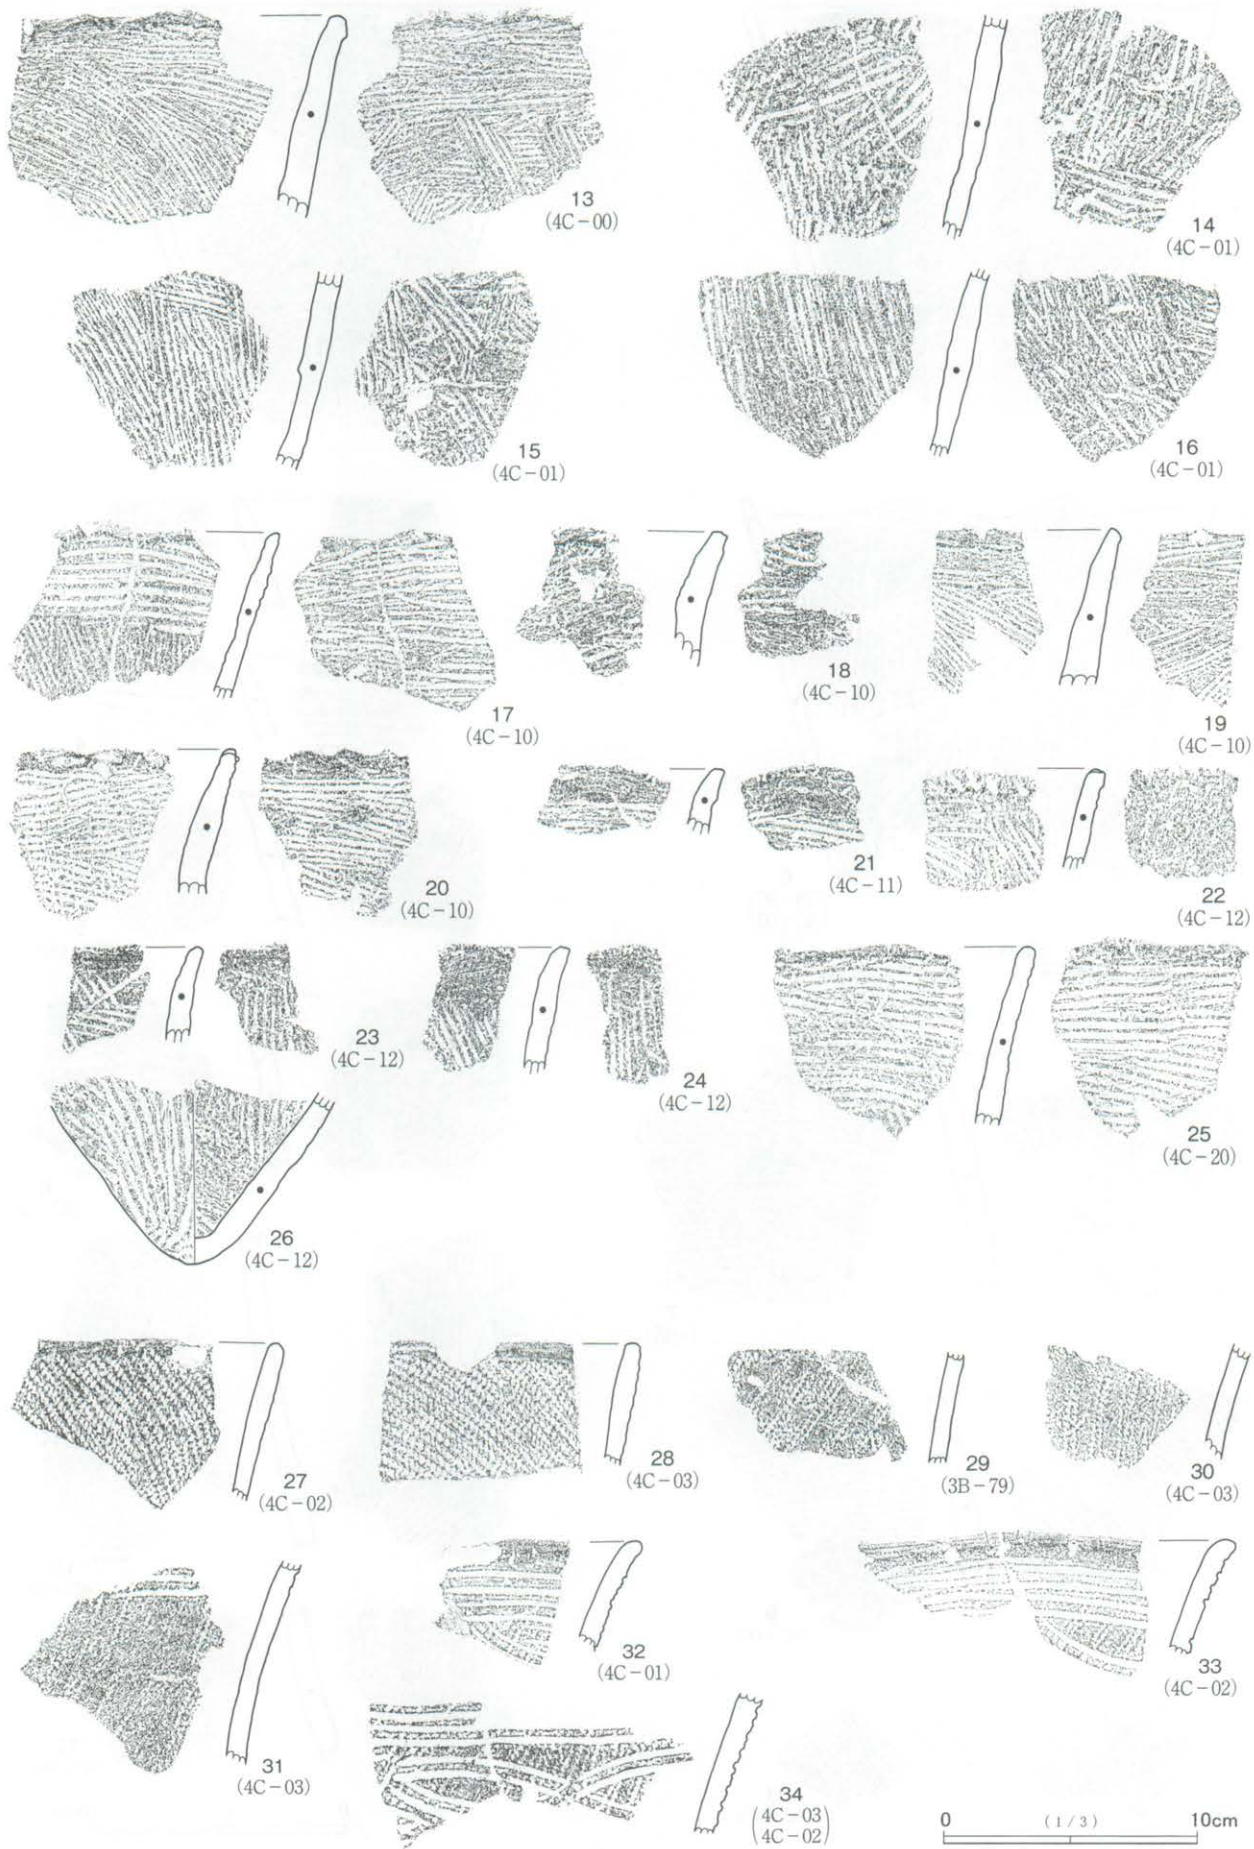 13
(4C-00)
14
(4C-01)
15
(4C-01)
16
(4C-01)
17
(4C-10)
18
(4C-10)
19
(4C-10)
20
(4C-10)
21
(4C-11)
22
(4C-12)
23
(4C-12)
24
(4C-12)
25
(4C-20)
26
(4C-12)
27
(4C-02)
28
(4C-03)
29
(3B-79)
30
(4C-03)
31
(4C-03)
32
(4C-01)
33
(4C-02)
34
(4C-03
4C-02)
0 (1/3) 10cm